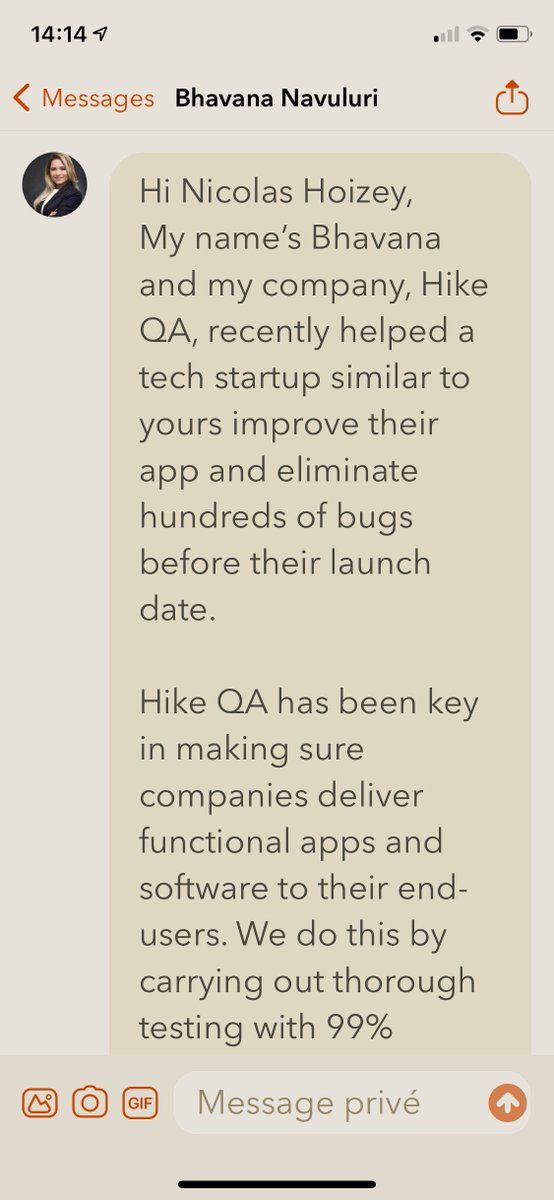 14:14
Messages Bhavana Navuluri
Hi Nicolas Hoizey,
My name’s Bhavana
and my company, Hike
QA, recently helped a
tech startup similar to
yours improve their
app and eliminate
hundreds of bugs
before their launch
date.
Hike QA has been key
in making sure
companies deliver
functional apps and
software to their end-
users. We do this by
carrying out thorough
testing with 99%
GIF
Message privé